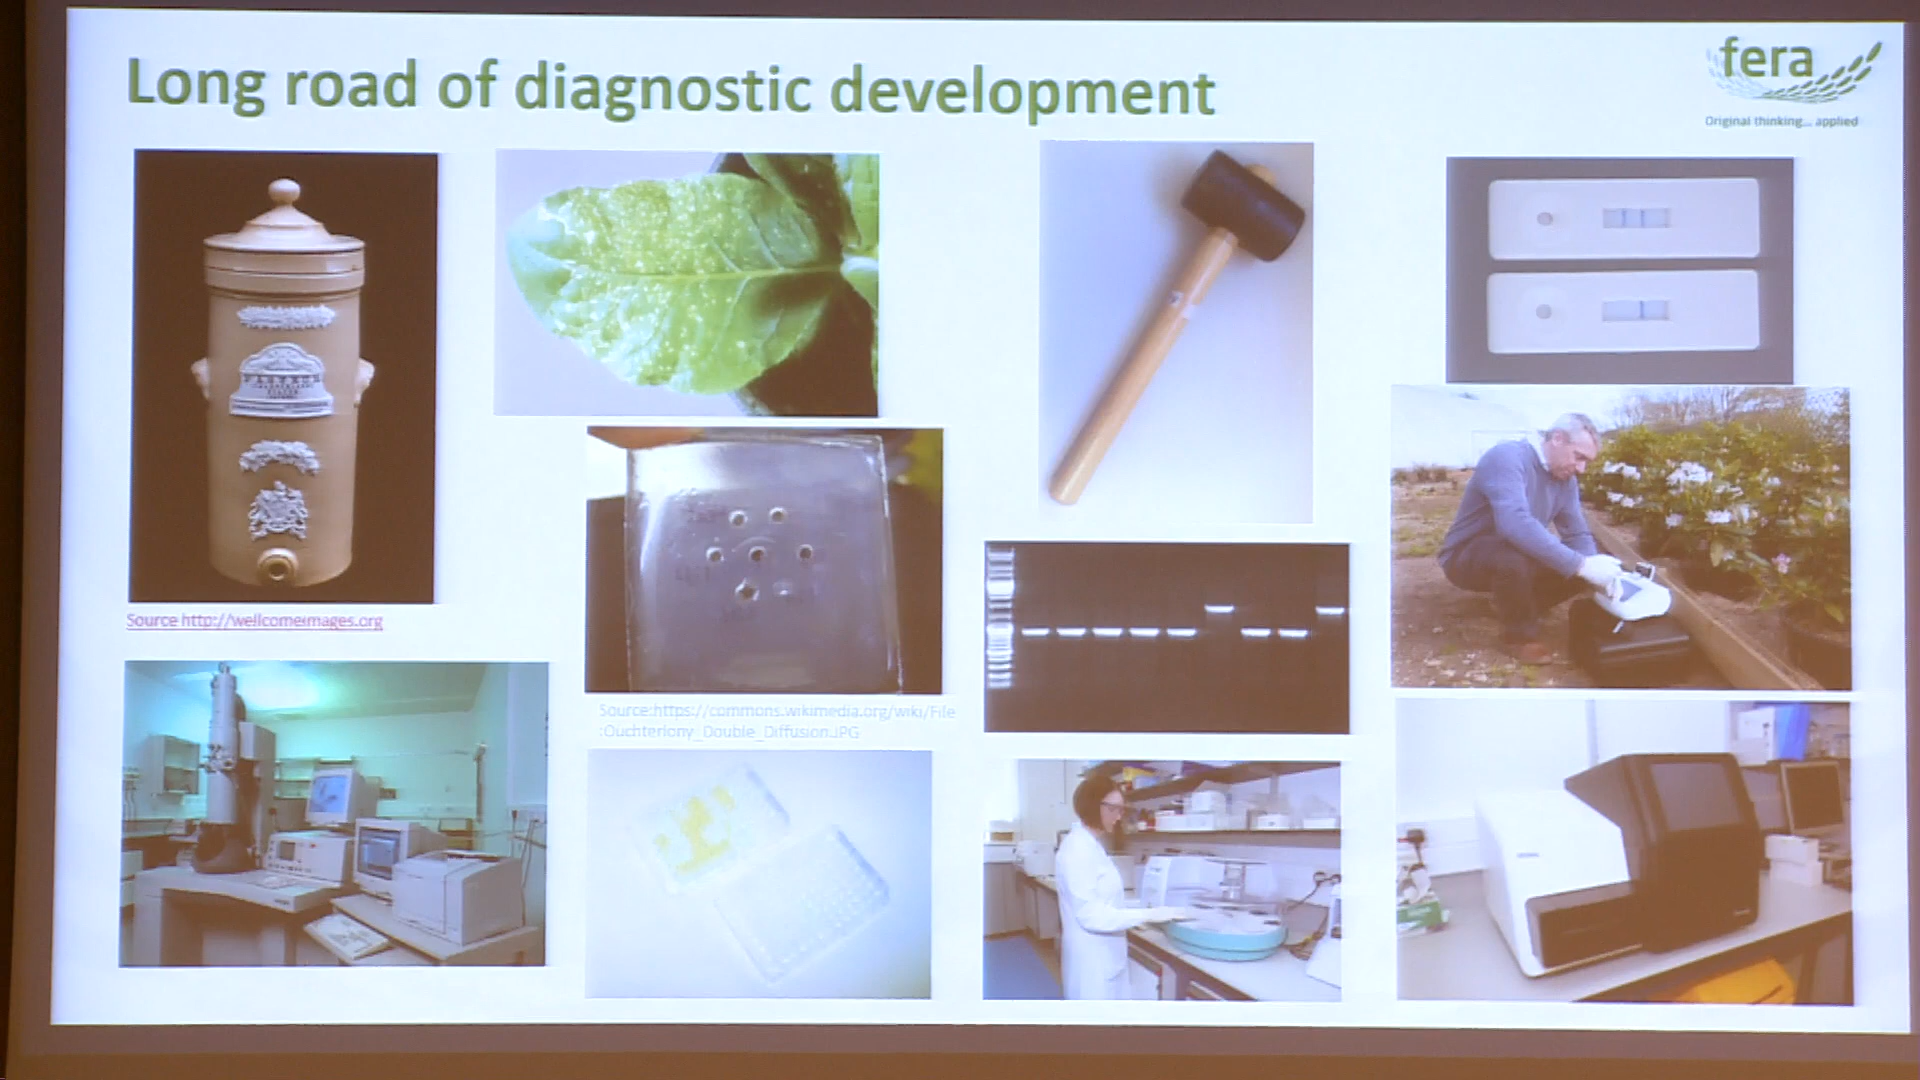 Long road of diagnostic development
fera
Original thinking... applied
PASTEUR
Source http://wellcomeimages.org
Source:https://commons.wikimedia.org/wiki/File
:Ouchterlony_Double_Diffusion.JPG